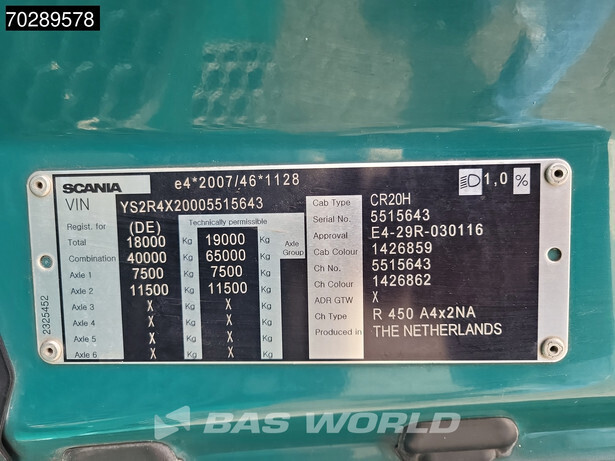 70289578
SCANIA e4*2007/46*1128 1,0 %
VIN YS2R4X20005515643
Regist. for (DE) Technically permissible
Total 18000 Kg 19000 Kg Axle Group
Combination 40000 Kg 65000 Kg
Axle 1 7500 Kg 7500 Kg
Axle 2 11500 Kg 11500 Kg
Axle 3 X Kg X Kg
Axle 4 X Kg X Kg
Axle 5 X Kg X Kg
Axle 6 X Kg X Kg
Cab Type CR20H
Serial No. 5515643
Approval E4-29R-030116
Cab Colour 1426859
Ch No. 5515643
Ch. Colour 1426862
ADR GTW X
Ch Type R 450 A4x2NA
Produced in THE NETHERLANDS
2325452
BAS WORLD